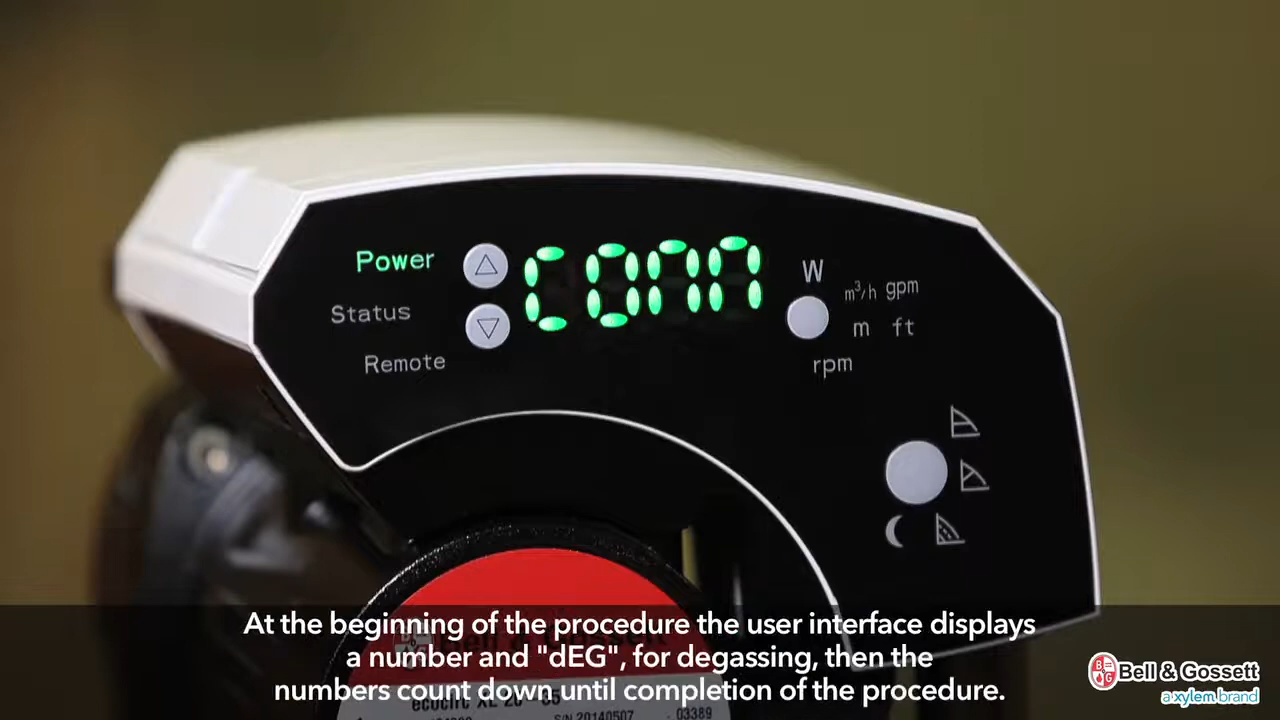 Power
Status
Remote
CONN
W
m³/h gpm
m ft
rpm
At the beginning of the procedure the user interface displays
a number and "dEG", for degassing, then the
numbers count down until completion of the procedure.
S/N 20140507 03389
Bell & Gossett
a xylem brand